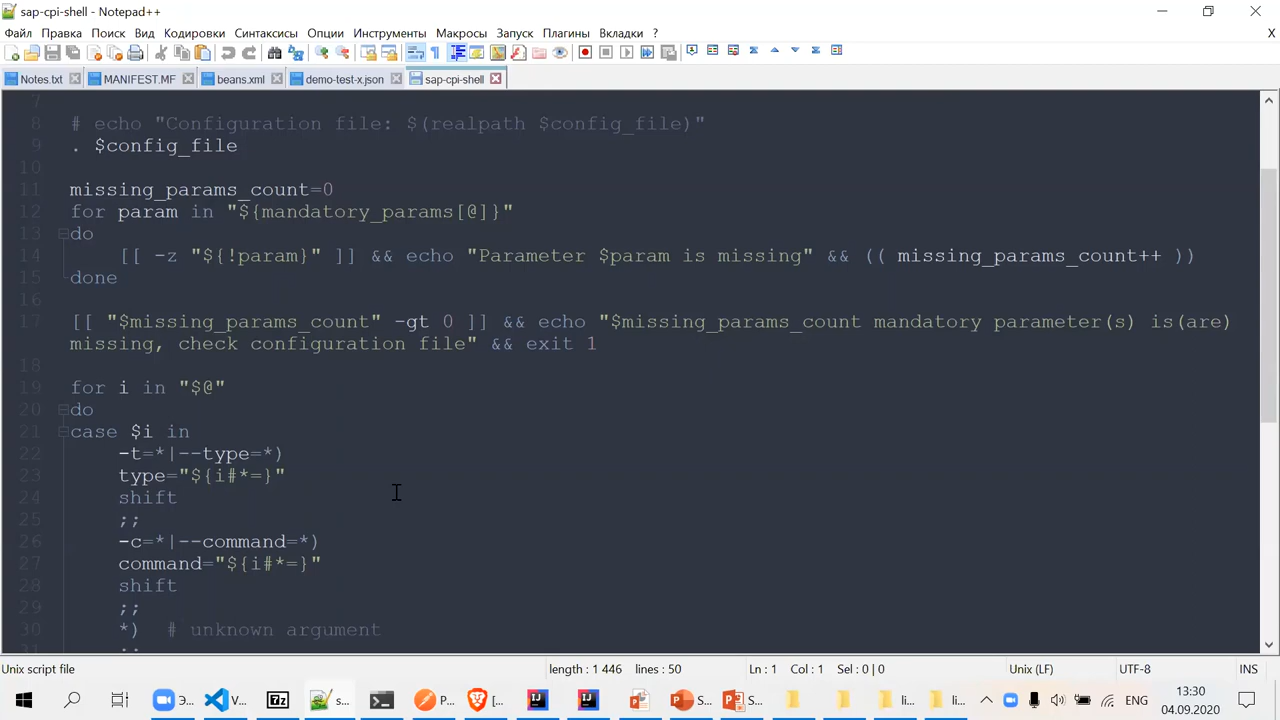 sap-cpi-shell - Notepad++
Файл Правка Поиск Вид Кодировки Синтаксисы Опции Инструменты Макросы Запуск Плагины Вкладки X
Notes.txt MANIFEST.MF beans.xml demo-test-x.json sap-cpi-shell
7
8 # echo "Configuration file: $(realpath $config_file)"
9 . $config_file
10
11 missing_params_count=0
12 for param in "${mandatory_params[@]}"
13 do
14 [[ -z "${!param}" ]] && echo "Parameter $param is missing" && (( missing_params_count++ ))
15 done
16
17 [[ "$missing_params_count" -gt 0 ]] && echo "$missing_params_count mandatory parameter(s) is(are)
missing, check configuration file" && exit 1
18
19 for i in "$@"
20 do
21 case $i in
22 -t=*|--type=*)
23 type="${i#*=}"
24 shift
25 ;;
26 -c=*|--command=*)
27 command="${i#*=}"
28 shift
29 ;;
30 *) # unknown argument
31 ;;
Unix script file length : 1 446 lines : 50 Ln : 1 Col : 1 Sel : 0 | 0 Unix (LF) UTF-8 INS
Э... V... 7z s... P... [... S... S... li... li... ENG 13:30
04.09.2020